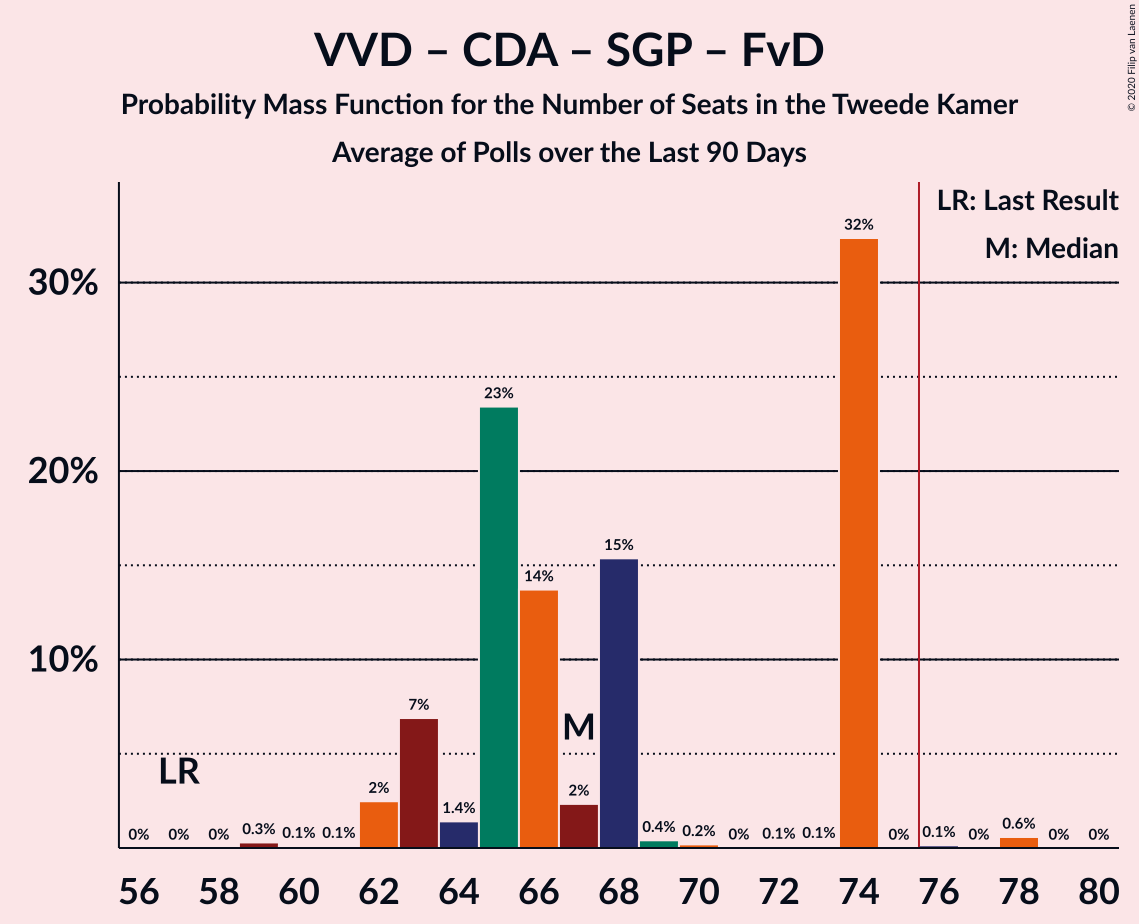 VVD – CDA – SGP – FvD
Probability Mass Function for the Number of Seats in the Tweede Kamer
Average of Polls over the Last 90 Days
© 2020 Filip van Laenen
LR: Last Result
M: Median
30%
20%
10%
LR
M
0% 0% 0% 0.3% 0.1% 0.1% 2% 7% 1.4% 23% 14% 2% 15% 0.4% 0.2% 0% 0.1% 0.1% 32% 0% 0.1% 0% 0.6% 0% 0%
56 58 60 62 64 66 68 70 72 74 76 78 80